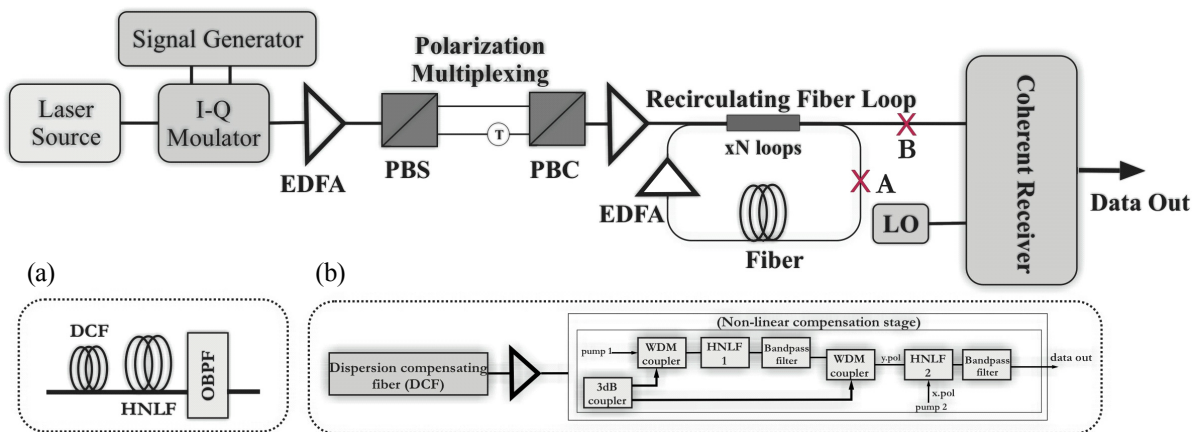 Signal Generator
Laser
Source
I-Q
Moulator
EDFA
Polarization
Multiplexing
PBS
T
PBC
Recirculating Fiber Loop
xN loops
EDFA
Fiber
A
B
LO
Coherent Receiver
Data Out
(a)
DCF
HNLF
OBPF
(b)
Dispersion compensating
fiber (DCF)
(Non-linear compensation stage)
pump 1
WDM
coupler
HNLF
1
Bandpass
filter
3dB
coupler
WDM
coupler
y.pol
HNLF
2
Bandpass
filter
data out
x.pol
pump 2